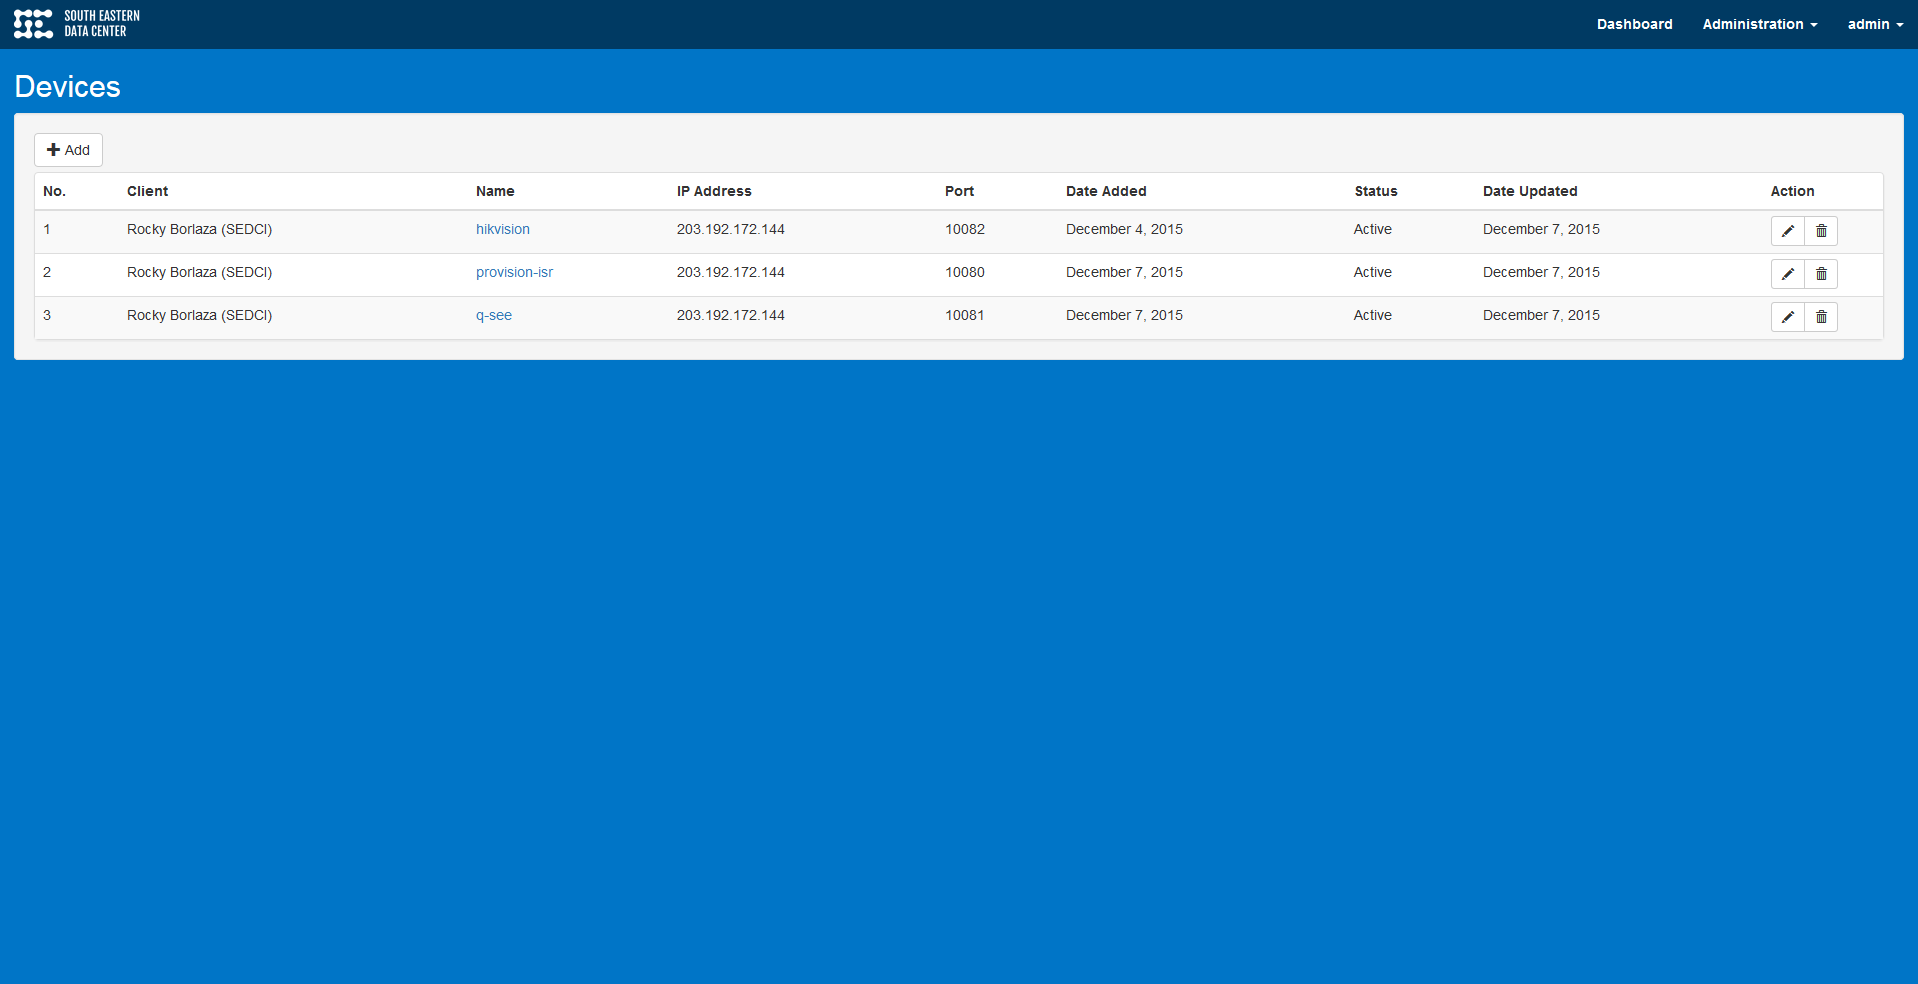 SOUTH EASTERN
DATA CENTER
Dashboard Administration admin
Devices
Add
No. Client Name IP Address Port Date Added Status Date Updated Action
1 Rocky Borlaza (SEDCI) hikvision 203.192.172.144 10082 December 4, 2015 Active December 7, 2015
2 Rocky Borlaza (SEDCI) provision-isr 203.192.172.144 10080 December 7, 2015 Active December 7, 2015
3 Rocky Borlaza (SEDCI) q-see 203.192.172.144 10081 December 7, 2015 Active December 7, 2015